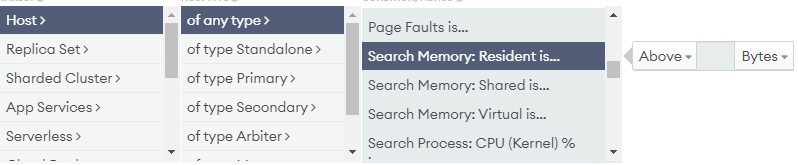 Host >
Replica Set >
Sharded Cluster >
App Services >
Serverless >
of any type >
of type Standalone >
of type Primary >
of type Secondary >
of type Arbiter >
Page Faults is...
Search Memory: Resident is...
Search Memory: Shared is...
Search Memory: Virtual is...
Search Process: CPU (Kernel) %
Above
Bytes